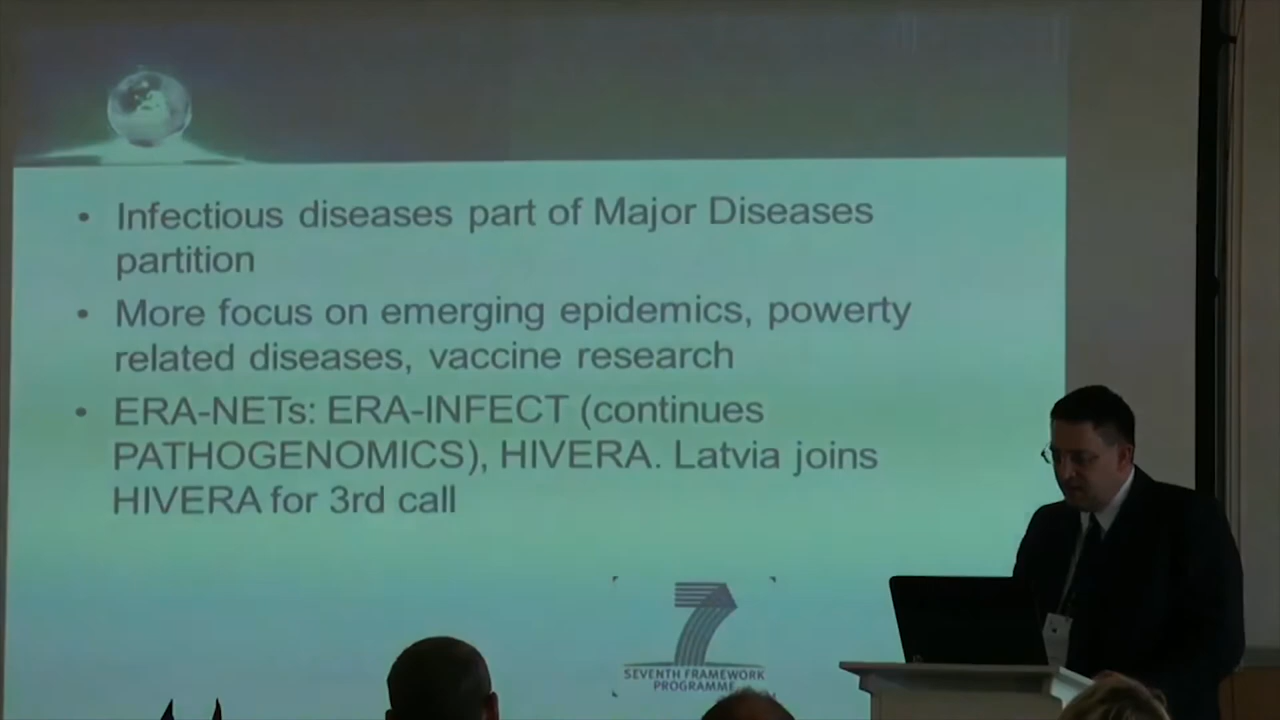 • Infectious diseases part of Major Diseases
partition
• More focus on emerging epidemics, powerty
related diseases, vaccine research
• ERA-NETs: ERA-INFECT (continues
PATHOGENOMICS), HIVERA. Latvia joins
HIVERA for 3rd call
7
SEVENTH FRAMEWORK
PROGRAMME